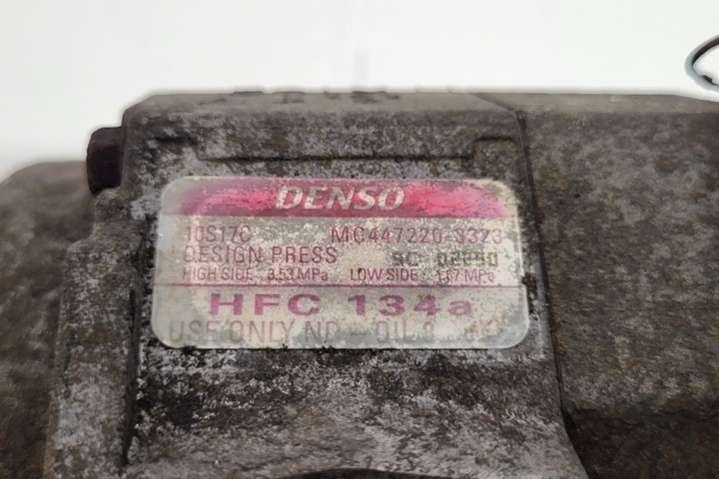 DENSO
10S17C MC447220-3323
DESIGN PRESS
HIGH SIDE 3.53MPa LOW SIDE 1.67MPa
HFC 134a
USE ONLY ND-OIL 8